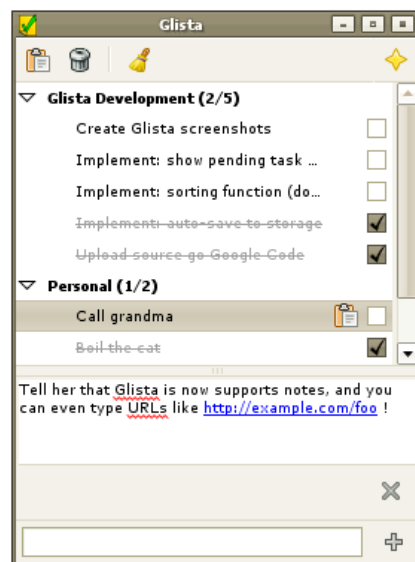 Glista
Glista Development (2/5)
Create Glista screenshots
Implement: show pending task ...
Implement: sorting function (do...
Implement: auto-save to storage
Upload source go Google Code
Personal (1/2)
Call grandma
Boil the cat
Tell her that Glista is now supports notes, and you
can even type URLs like http://example.com/foo !